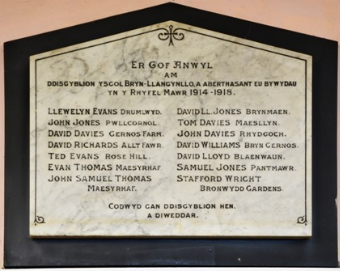 Er Gof Anwyl
am
ddisgyblion Ysgol Bryn-Llangynllo, a aberthasant eu bywydau
yn y Rhyfel Mawr 1914-1918.
Llewelyn Evans Drumlwyd.
John Jones Pwllcornol.
David Davies Gernos Farm.
David Richards Alltfawr
Ted Evans Rose Hill.
Evan Thomas Maesyrhaf.
John Samuel Thomas
Maesyrhaf.
David Ll. Jones Brynmaen.
Tom Davies Maesllyn.
John Davies Rhydgoch.
David Williams Bryn Gernos.
David Lloyd Blaenwaun.
Samuel Jones Pantmawr.
Stafford Wright
Bronwydd Gardens.
Codwyd gan ddisgyblion hen,
a diweddar.